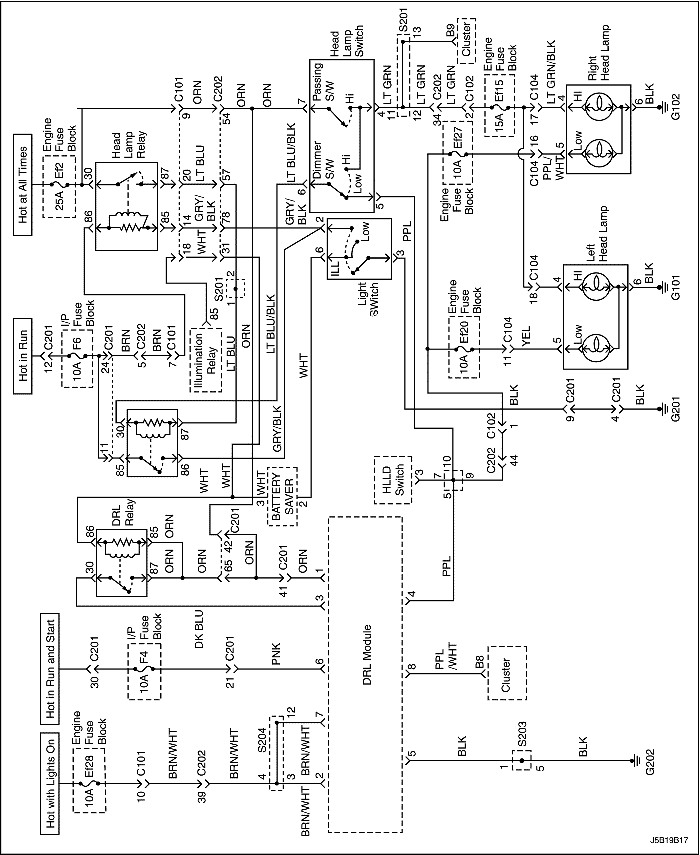 Hot at All Times
Engine
Fuse
Block
Ef2
25A
Head
Lamp
Relay
30
87
86
85
C101
9
ORN
C202
54
ORN
ORN
20
LT BLU
57
14
GRY/
BLK
78
18
WHT
31
Head
Lamp
Switch
7
Passing
S/W
Hi
LT BLU/BLK
6
Dimmer
S/W
Hi
Low
GRY/
BLK
2
6
ILL
Low
Light
SWitch
4
5
3
PPL
LT GRN
11
S201
13
12
B9
Cluster
LT GRN
C202
34
LT GRN
C102
2
Engine
Fuse
Block
Ef15
15A
LT GRN/BLK
C104
17
Ef27
10A
Engine
Fuse
Block
16
C104
PPL/
WHT
Right
Head Lamp
4
HI
5
Low
6
BLK
G102
Hot in Run
C201
12
I/P
Fuse
Block
F6
10A
C201
24
BRN
C202
5
BRN
C101
7
Illumination
Relay
85
S201
2
1
LT BLU
ORN
LT BLU/BLK
WHT
GRY/BLK
11
30
87
85
86
WHT
WHT
WHT
3
BATTERY
SAVER
2
Engine
Fuse
Block
Ef20
10A
C104
11
YEL
C104
18
Left
Head Lamp
4
HI
5
Low
6
BLK
G101
BLK
C102
1
C202
44
C201
9
C201
4
BLK
G201
HLLD
Switch
3
7
10
5
9
PPL
DRL
Relay
86
85
30
87
ORN
ORN
ORN
C201
42
65
ORN
C201
41
ORN
1
3
DK BLU
Hot in Run and Start
C201
30
I/P
Fuse
Block
F4
10A
C201
21
PNK
6
DRL Module
4
8
PPL
/WHT
B8
Cluster
Hot with Lights On
Engine
Fuse
Block
Ef28
10A
C101
10
BRN/WHT
C202
39
BRN/WHT
S204
4
12
3
BRN/WHT
BRN/WHT
7
2
5
BLK
S203
1
5
BLK
G202
J5B19B17